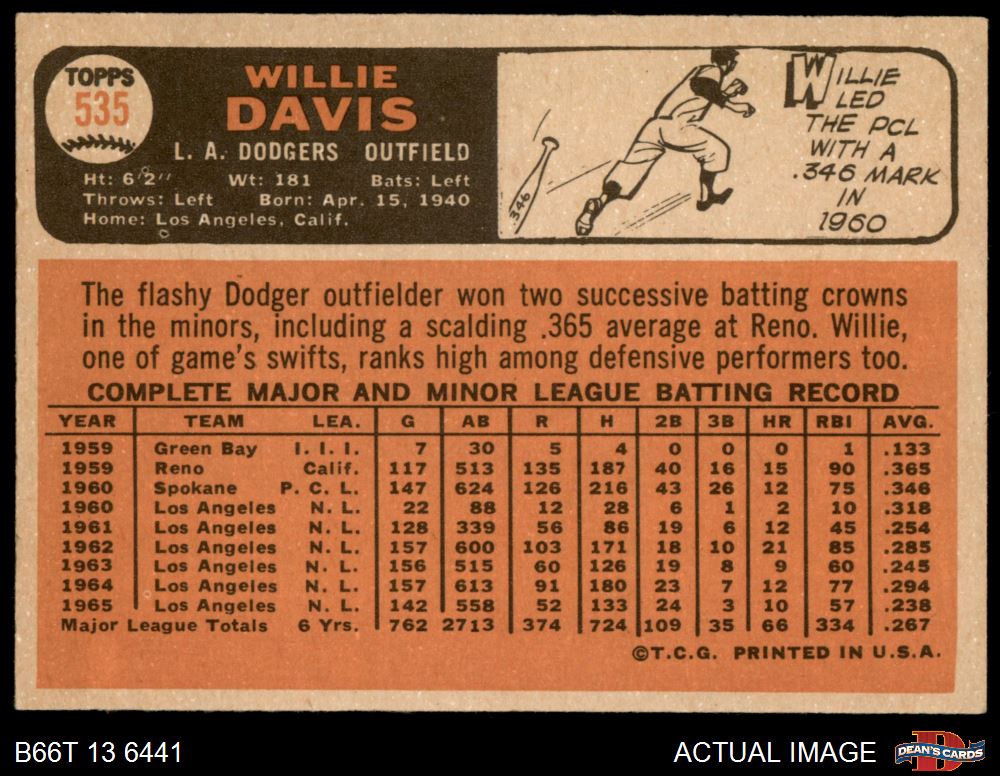 TOPPS
535
WILLIE
DAVIS
L. A. DODGERS OUTFIELD
Ht: 6'2" Wt: 181 Bats: Left
Throws: Left Born: Apr. 15, 1940
Home: Los Angeles, Calif.
.346
WILLIE
LED
THE PCL
WITH A
.346 MARK
IN
1960
The flashy Dodger outfielder won two successive batting crowns
in the minors, including a scalding .365 average at Reno. Willie,
one of game's swifts, ranks high among defensive performers too.
COMPLETE MAJOR AND MINOR LEAGUE BATTING RECORD
YEAR TEAM LEA. G AB R H 2B 3B HR RBI AVG.
1959 Green Bay I. I. I. 7 30 5 4 0 0 0 1 .133
1959 Reno Calif. 117 513 135 187 40 16 15 90 .365
1960 Spokane P. C. L. 147 624 126 216 43 26 12 75 .346
1960 Los Angeles N. L. 22 88 12 28 6 1 2 10 .318
1961 Los Angeles N. L. 128 339 56 86 19 6 12 45 .254
1962 Los Angeles N. L. 157 600 103 171 18 10 21 85 .285
1963 Los Angeles N. L. 156 515 60 126 19 8 9 60 .245
1964 Los Angeles N. L. 157 613 91 180 23 7 12 77 .294
1965 Los Angeles N. L. 142 558 52 133 24 3 10 57 .238
Major League Totals 6 Yrs. 762 2713 374 724 109 35 66 334 .267
©T.C.G. PRINTED IN U.S.A.
B66T 13 6441
ACTUAL IMAGE
D
DEAN'S CARDS